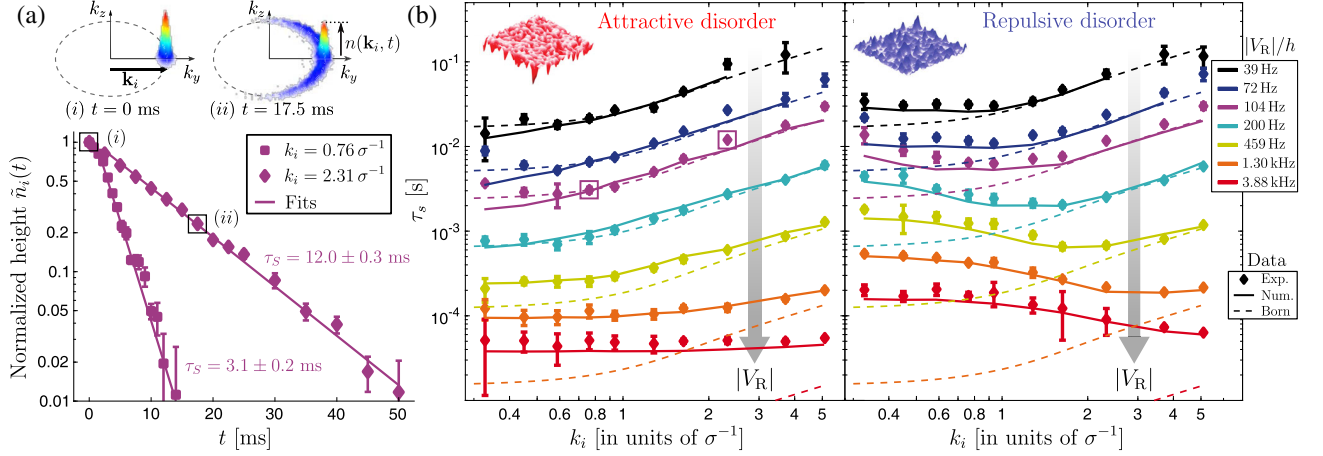 (a)
k_z
k_y
k_i
(i) t = 0 ms
k_z
n(k_i, t)
k_y
(ii) t = 17.5 ms
Normalized height ñ_i(t)
1.0
0.5
0.2
0.1
0.05
0.02
0.01
(i)
(ii)
k_i = 0.76 σ⁻¹
k_i = 2.31 σ⁻¹
Fits
τ_S = 12.0 ± 0.3 ms
τ_S = 3.1 ± 0.2 ms
0 10 20 30 40 50
t [ms]
(b)
Attractive disorder
Repulsive disorder
τ_s [s]
10⁻¹
10⁻²
10⁻³
10⁻⁴
|V_R|
|V_R|
0.4 0.6 0.8 1 2 3 4 5
k_i [in units of σ⁻¹]
0.4 0.6 0.8 1 2 3 4 5
k_i [in units of σ⁻¹]
|V_R|/h
39 Hz
72 Hz
104 Hz
200 Hz
459 Hz
1.30 kHz
3.88 kHz
Data
Exp.
Num.
Born